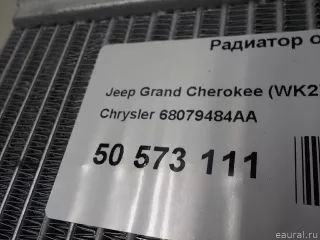 Радиатор о
Jeep Grand Cherokee (WK2
Chrysler 68079484AA
50 573 111
eaural.ru